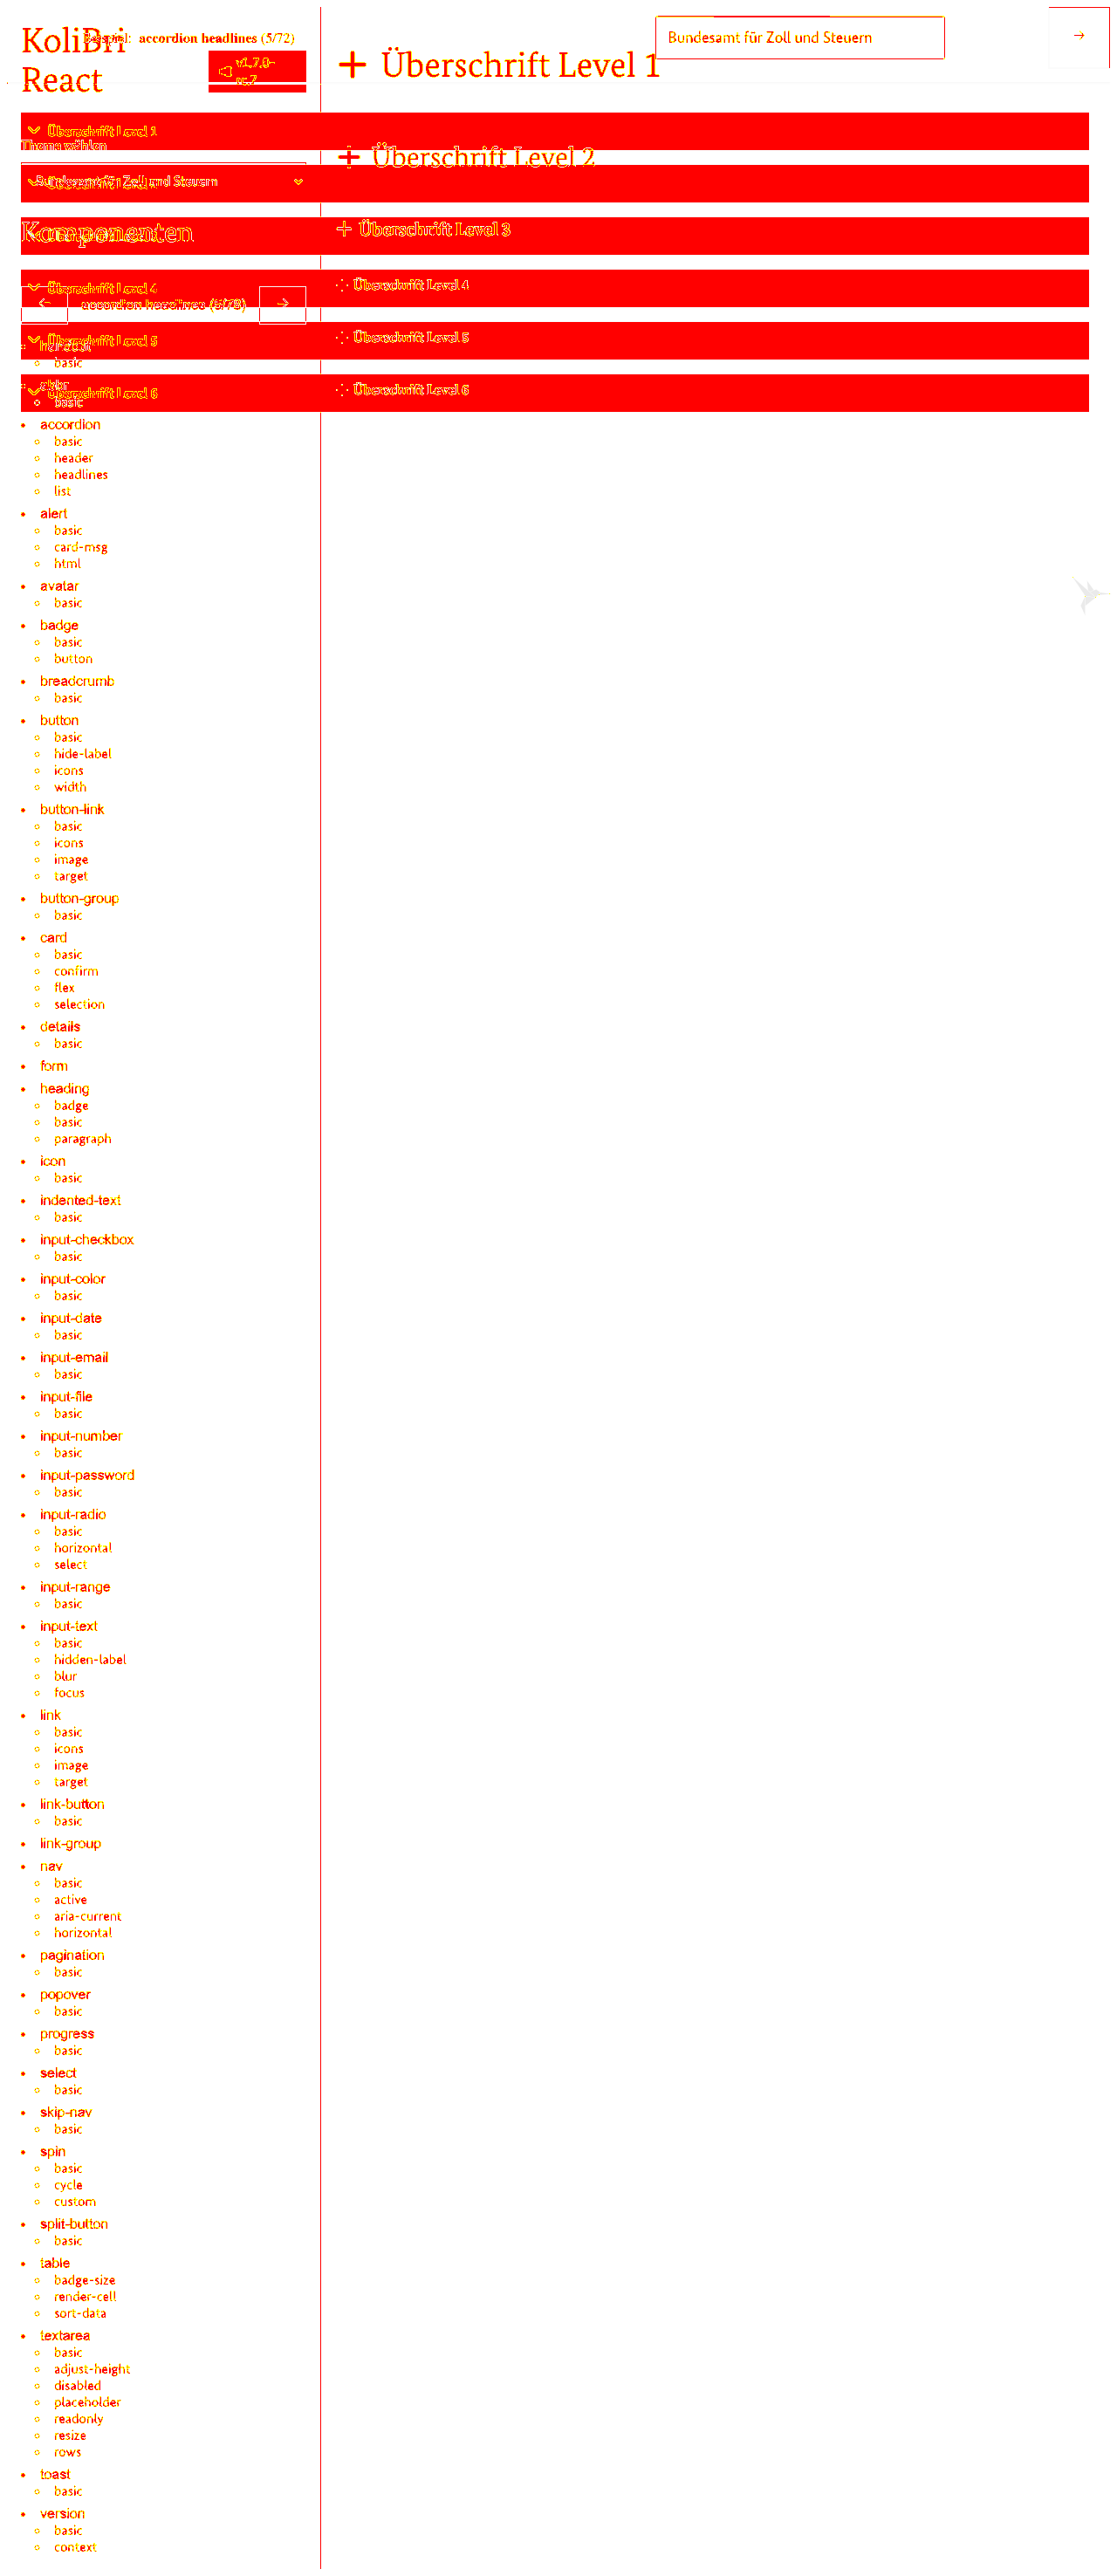 KoliBri
React
Beispiel: accordion headlines (5/72)
v1.7.0-
rc.2
Bundesamt für Zoll und Steuern
→
+ Überschrift Level 1
Überschrift Level 1
Theme wählen
+ Überschrift Level 2
Bundesamt für Zoll und Steuern
Komponenten
+ Überschrift Level 3
Überschrift Level 4
Überschrift Level 4
← accordion headlines (5/73) →
Überschrift Level 5
Überschrift Level 5
basic
Überschrift Level 6
Überschrift Level 6
basic
accordion
basic
header
headlines
list
alert
basic
card-msg
html
avatar
basic
badge
basic
button
breadcrumb
basic
button
basic
hide-label
icons
width
button-link
basic
icons
image
target
button-group
basic
card
basic
confirm
flex
selection
details
basic
form
heading
badge
basic
paragraph
icon
basic
indented-text
basic
input-checkbox
basic
input-color
basic
input-date
basic
input-email
basic
input-file
basic
input-number
basic
input-password
basic
input-radio
basic
horizontal
select
input-range
basic
input-text
basic
hidden-label
blur
focus
link
basic
icons
image
target
link-button
basic
link-group
nav
basic
active
aria-current
horizontal
pagination
basic
popover
basic
progress
basic
select
basic
skip-nav
basic
spin
basic
cycle
custom
split-button
basic
table
badge-size
render-cell
sort-data
textarea
basic
adjust-height
disabled
placeholder
readonly
resize
rows
toast
basic
version
basic
context